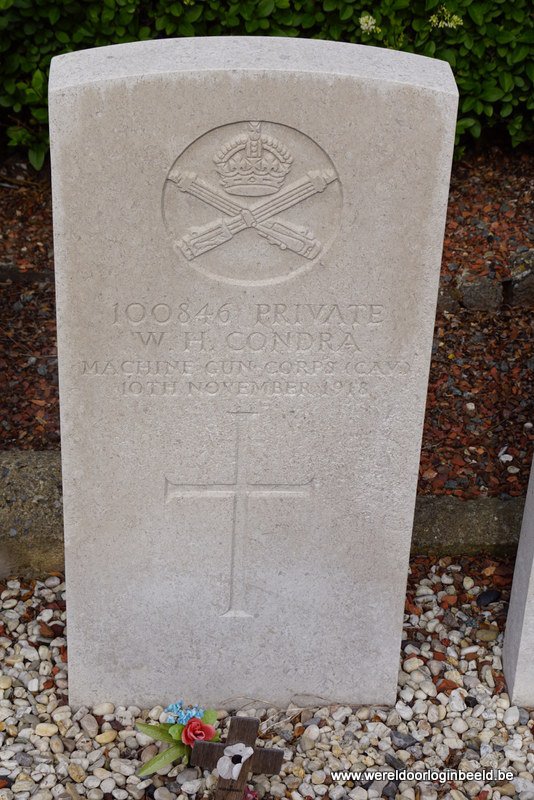 100846 PRIVATE
W. H. CONDRA
MACHINE GUN CORPS (CAV)
10TH NOVEMBER 1918
www.wereldoorloginbeeld.be